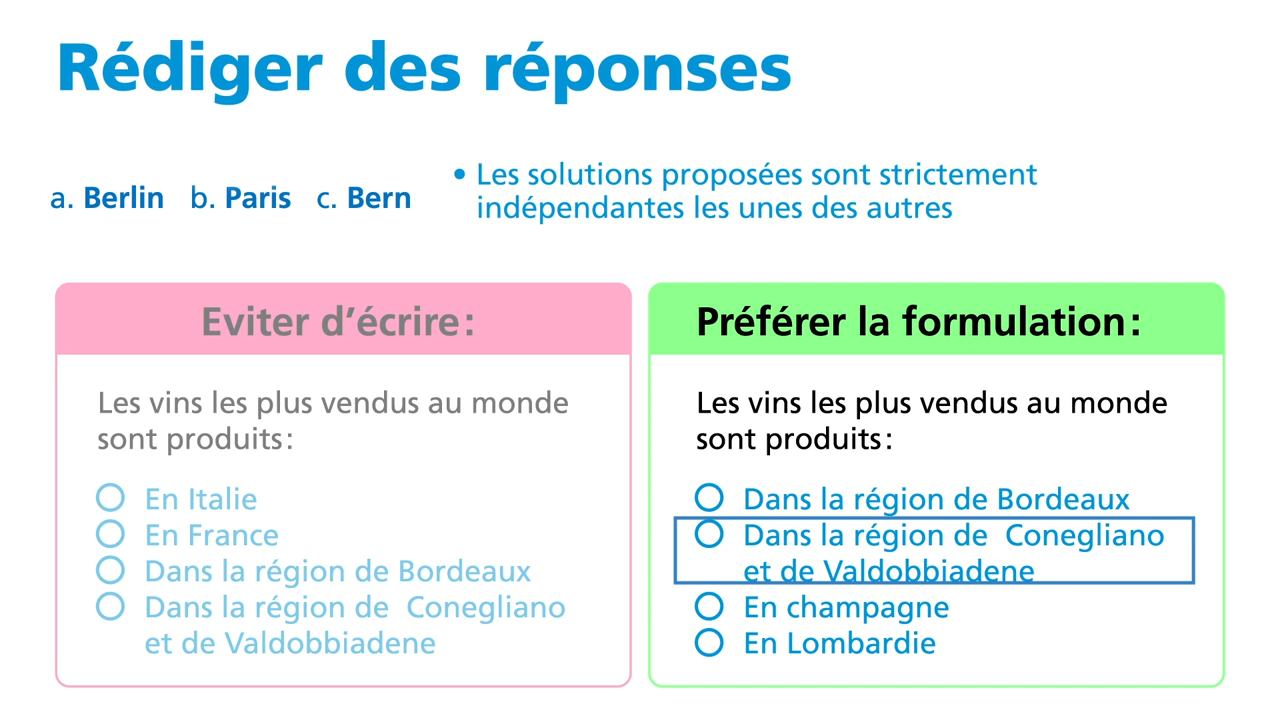 Rédiger des réponses
a. Berlin b. Paris c. Bern
• Les solutions proposées sont strictement
indépendantes les unes des autres
Eviter d’écrire :
Les vins les plus vendus au monde
sont produits :
En Italie
En France
Dans la région de Bordeaux
Dans la région de Conegliano
et de Valdobbiadene
Préférer la formulation :
Les vins les plus vendus au monde
sont produits :
Dans la région de Bordeaux
Dans la région de Conegliano
et de Valdobbiadene
En champagne
En Lombardie